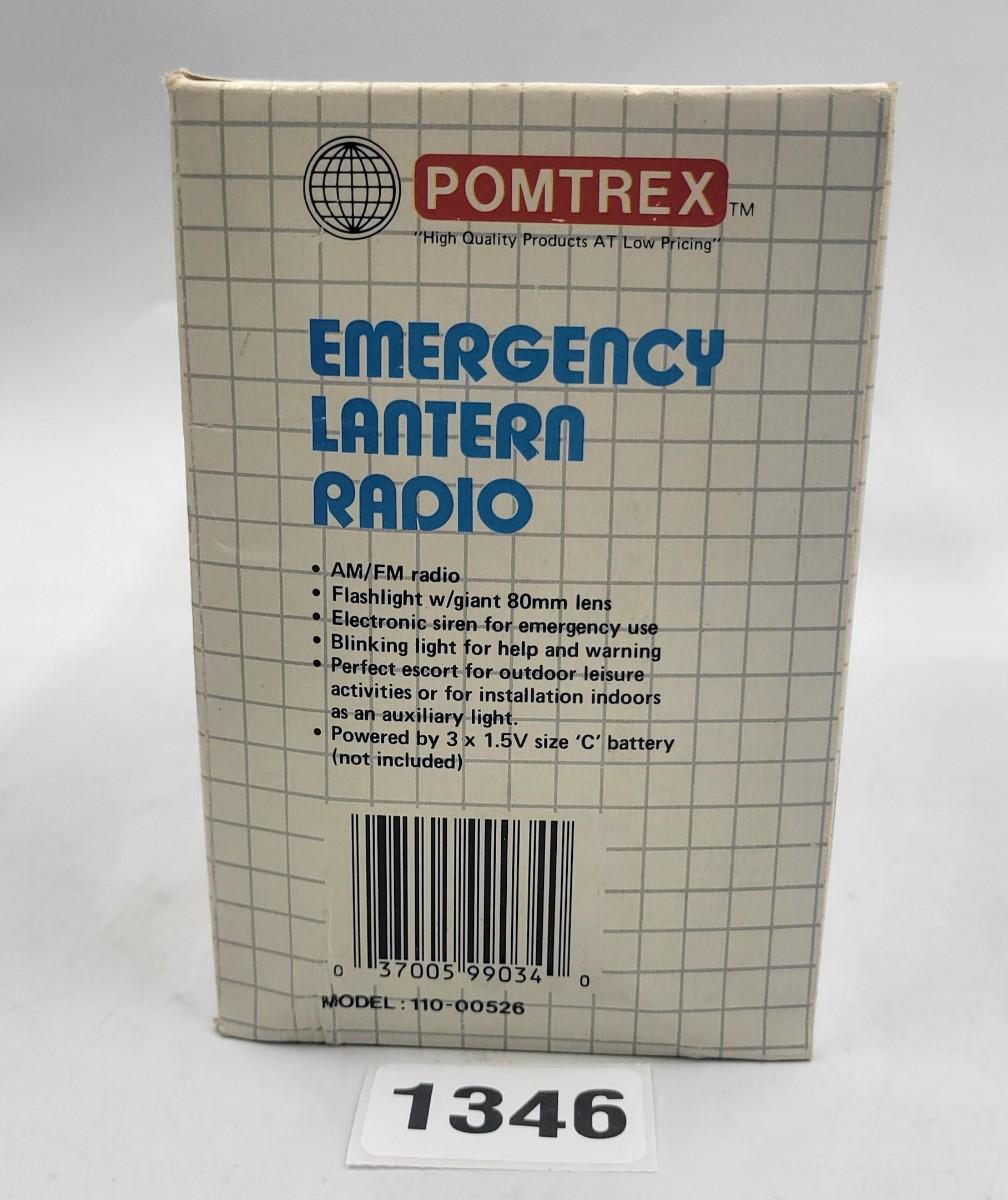 POMTREX TM
"High Quality Products AT Low Pricing"
EMERGENCY
LANTERN
RADIO
• AM/FM radio
• Flashlight w/giant 80mm lens
• Electronic siren for emergency use
• Blinking light for help and warning
• Perfect escort for outdoor leisure
activities or for installation indoors
as an auxiliary light.
• Powered by 3 x 1.5V size 'C' battery
(not included)
0 37005 99034 0
MODEL : 110-00526
1346